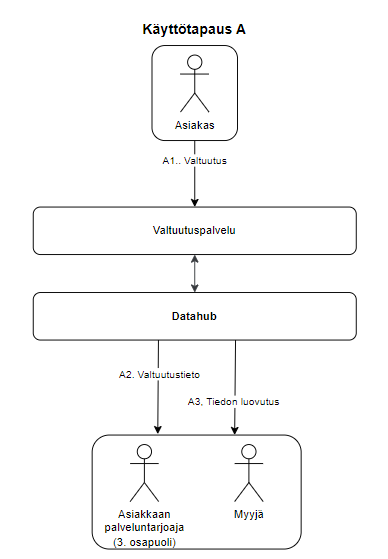 Käyttötapaus A
Asiakas
A1.. Valtuutus
Valtuutuspalvelu
Datahub
A2. Valtuutustieto
A3, Tiedon luovutus
Asiakkaan
palveluntarjoaja
(3. osapuoli)
Myyjä